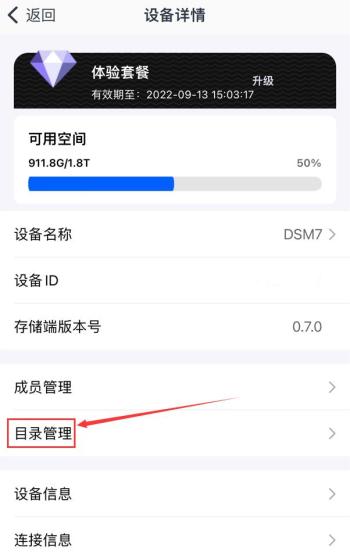 返回 设备详情
体验套餐
升级
有效期至：2022-09-13 15:03:17
可用空间
911.8G/1.8T 50%
设备名称 DSM7
设备ID
存储端版本号 0.7.0
成员管理
目录管理
设备信息
连接信息